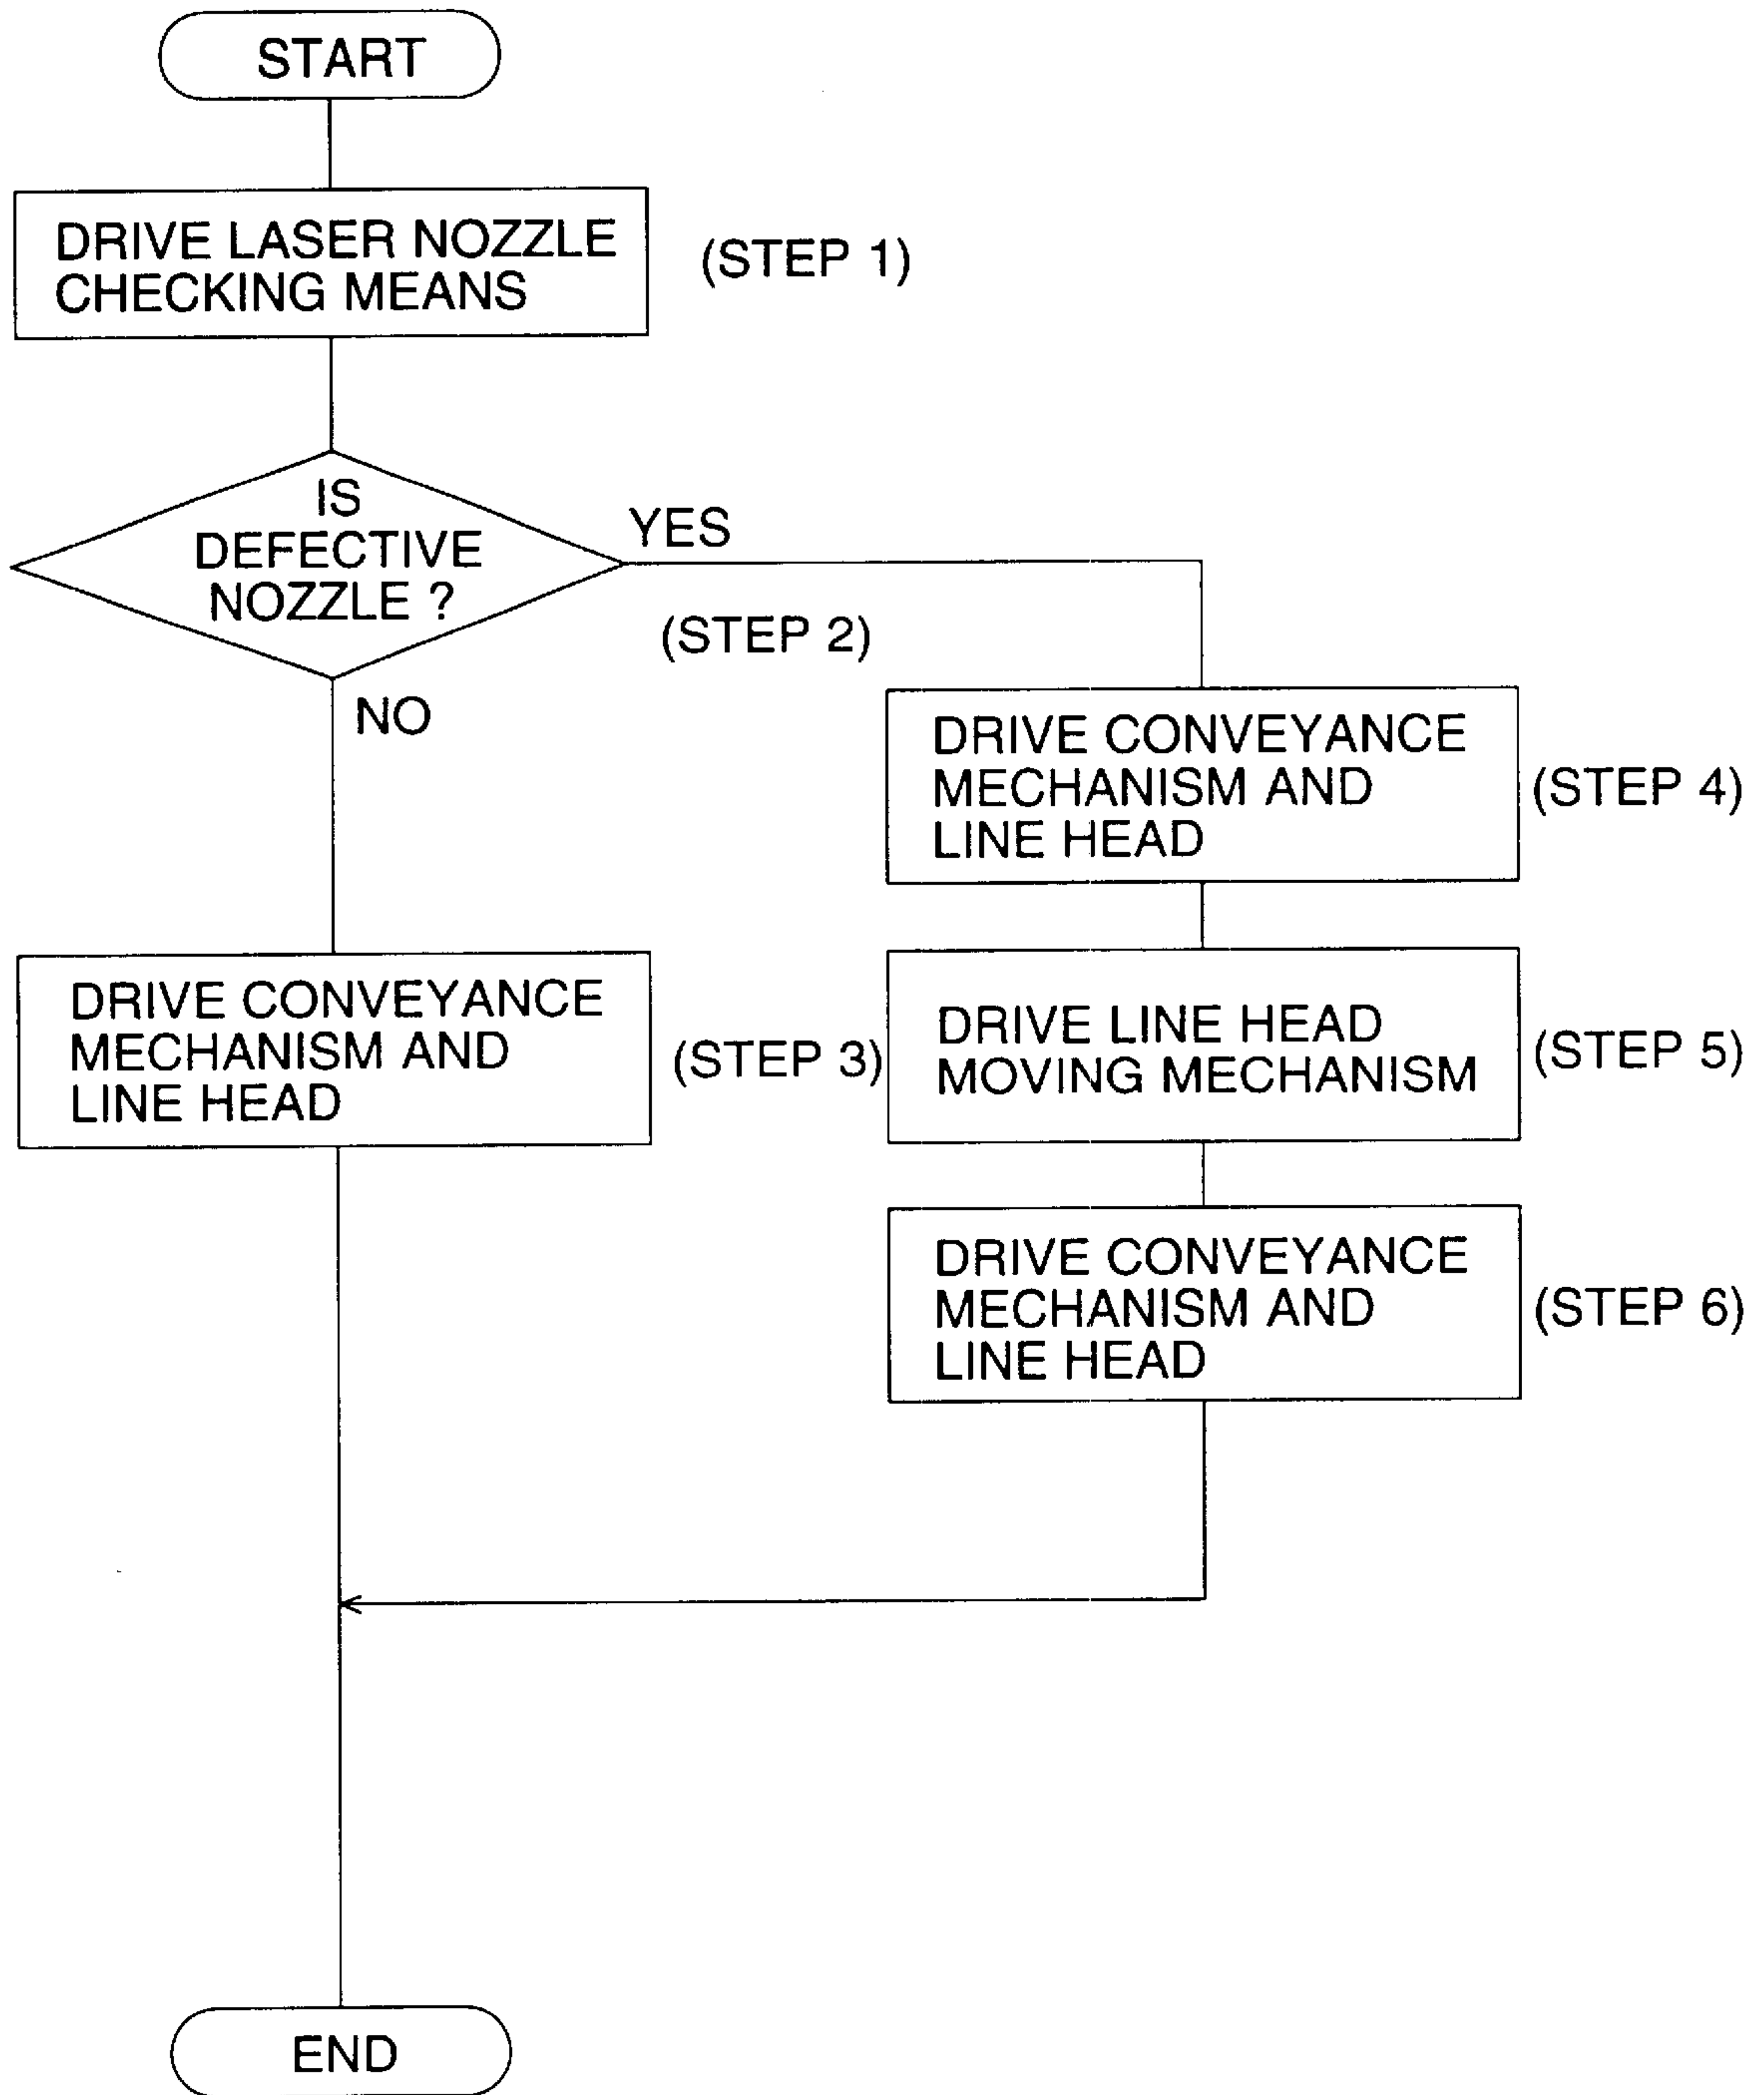 START
DRIVE LASER NOZZLE
CHECKING MEANS
(STEP 1)
IS
DEFECTIVE
NOZZLE ?
YES
(STEP 2)
NO
DRIVE CONVEYANCE
MECHANISM AND
LINE HEAD
(STEP 4)
DRIVE CONVEYANCE
MECHANISM AND
LINE HEAD
(STEP 3)
DRIVE LINE HEAD
MOVING MECHANISM
(STEP 5)
DRIVE CONVEYANCE
MECHANISM AND
LINE HEAD
(STEP 6)
END